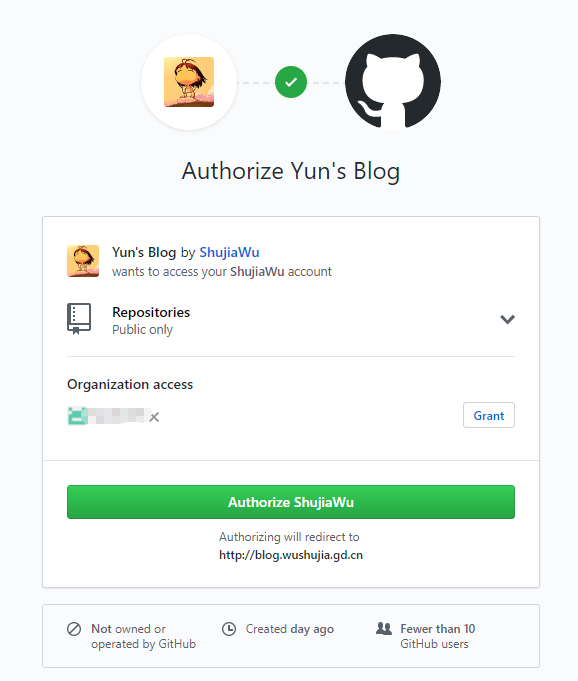 Authorize Yun's Blog
Yun's Blog by ShujiaWu
wants to access your ShujiaWu account
Repositories
Public only
Organization access
Grant
Authorize ShujiaWu
Authorizing will redirect to
http://blog.wushujia.gd.cn
Not owned or
operated by GitHub
Created day ago
Fewer than 10
GitHub users